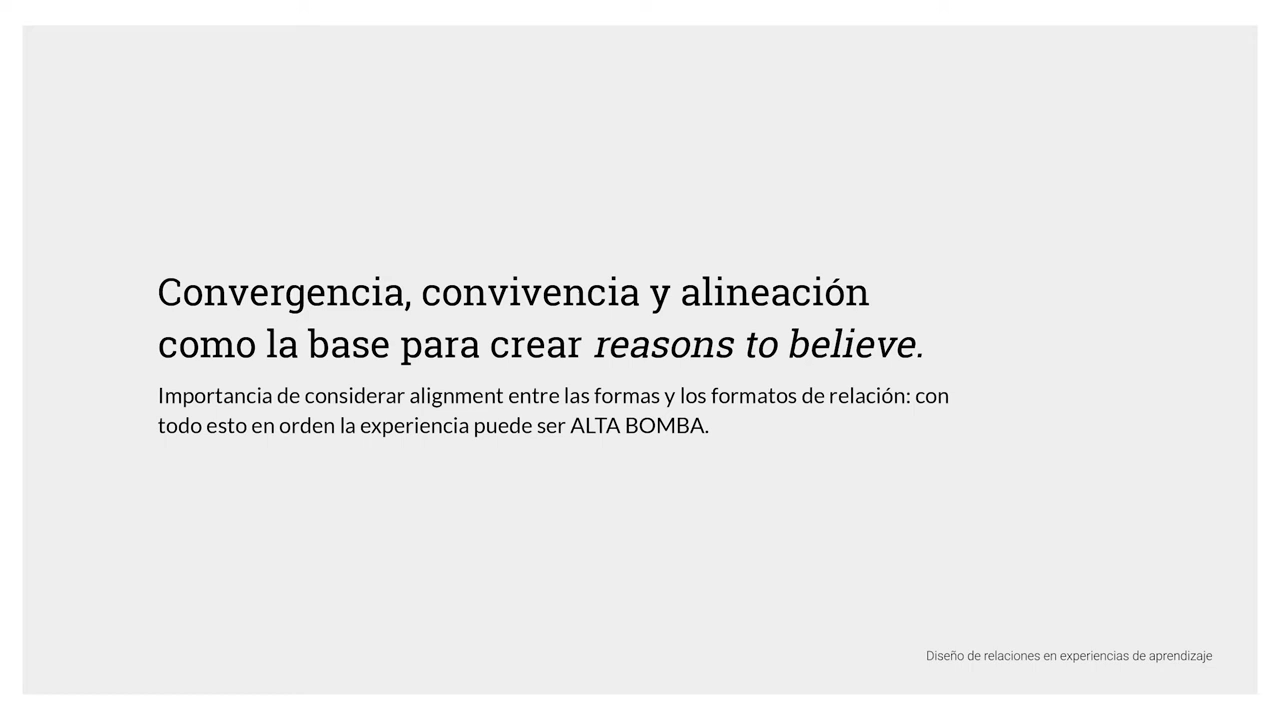 Convergencia, convivencia y alineación
como la base para crear reasons to believe.
Importancia de considerar alignment entre las formas y los formatos de relación: con
todo esto en orden la experiencia puede ser ALTA BOMBA.
Diseño de relaciones en experiencias de aprendizaje